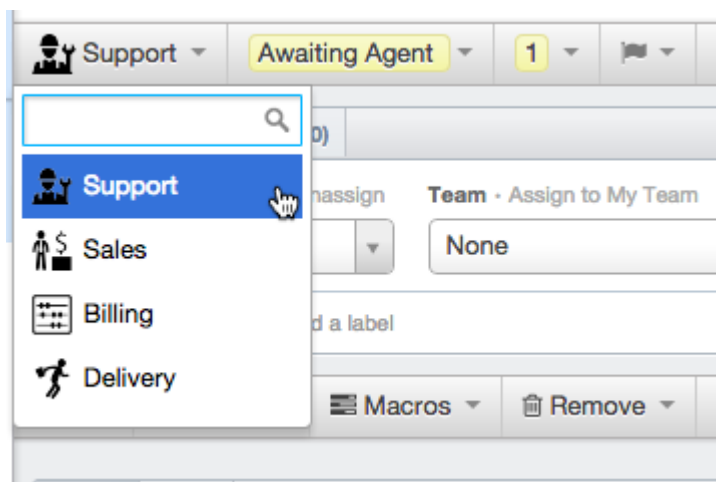 Support Awaiting Agent 1
0)
Support nassign Team · Assign to My Team
Sales None
Billing d a label
Delivery
Macros Remove